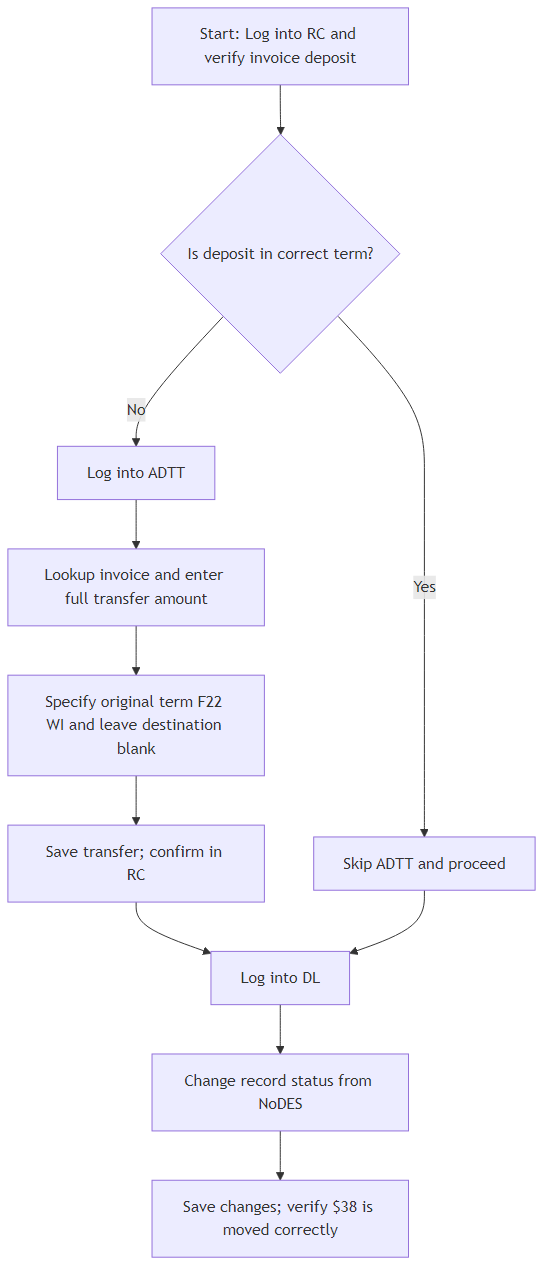 Start: Log into RC and
verify invoice deposit
Is deposit in correct term?
No
Log into ADTT
Lookup invoice and enter
full transfer amount
Yes
Specify original term F22
WI and leave destination
blank
Save transfer; confirm in
RC
Skip ADTT and proceed
Log into DL
Change record status from
NoDES
Save changes; verify $38 is
moved correctly